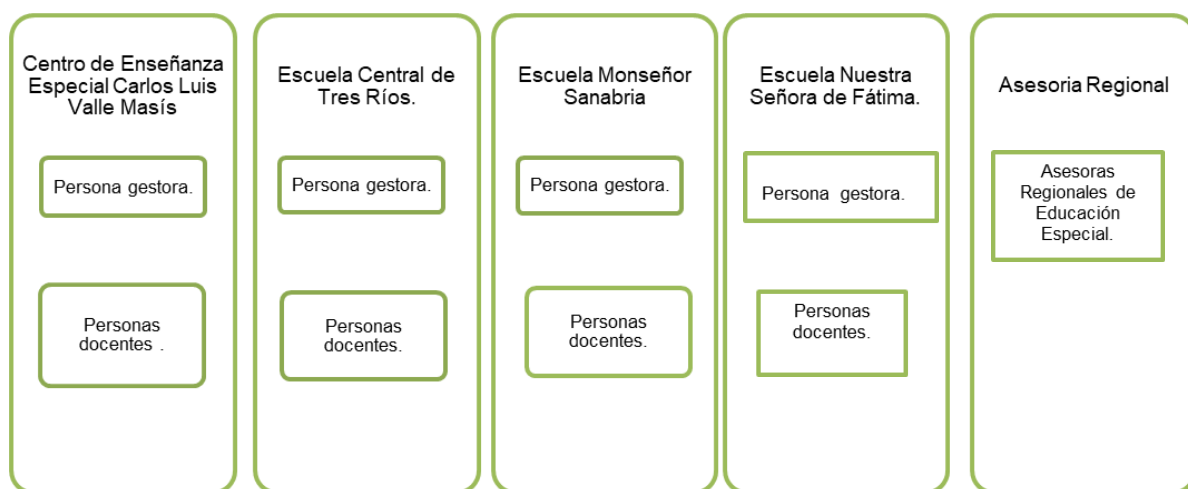 Centro de Enseñanza
Especial Carlos Luis
Valle Masís
Persona gestora.
Personas
docentes .
Escuela Central de
Tres Ríos.
Persona gestora.
Personas
docentes.
Escuela Monseñor
Sanabria
Persona gestora.
Personas
docentes.
Escuela Nuestra
Señora de Fátima.
Persona gestora.
Personas
docentes.
Asesoria Regional
Asesoras
Regionales de
Educación
Especial.